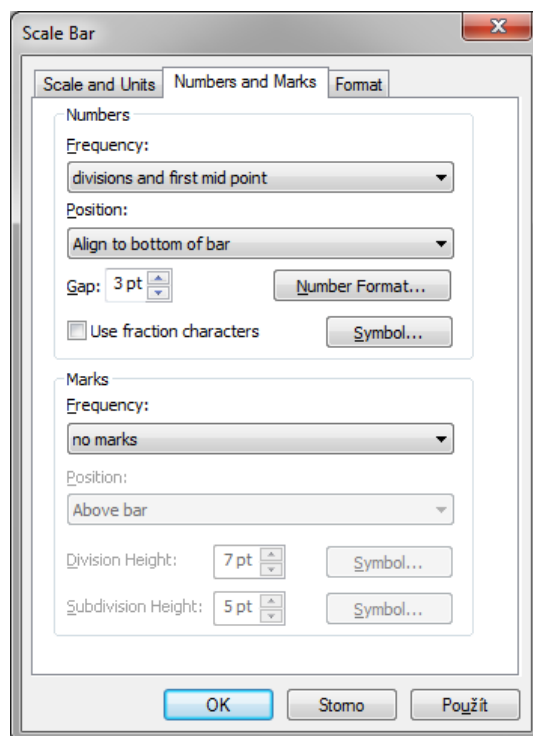 Scale Bar
Scale and Units Numbers and Marks Format
Numbers
Frequency:
divisions and first mid point
Position:
Align to bottom of bar
Gap: 3 pt Number Format...
Use fraction characters Symbol...
Marks
Frequency:
no marks
Position:
Above bar
Division Height: 7 pt Symbol...
Subdivision Height: 5 pt Symbol...
OK Storno Použít